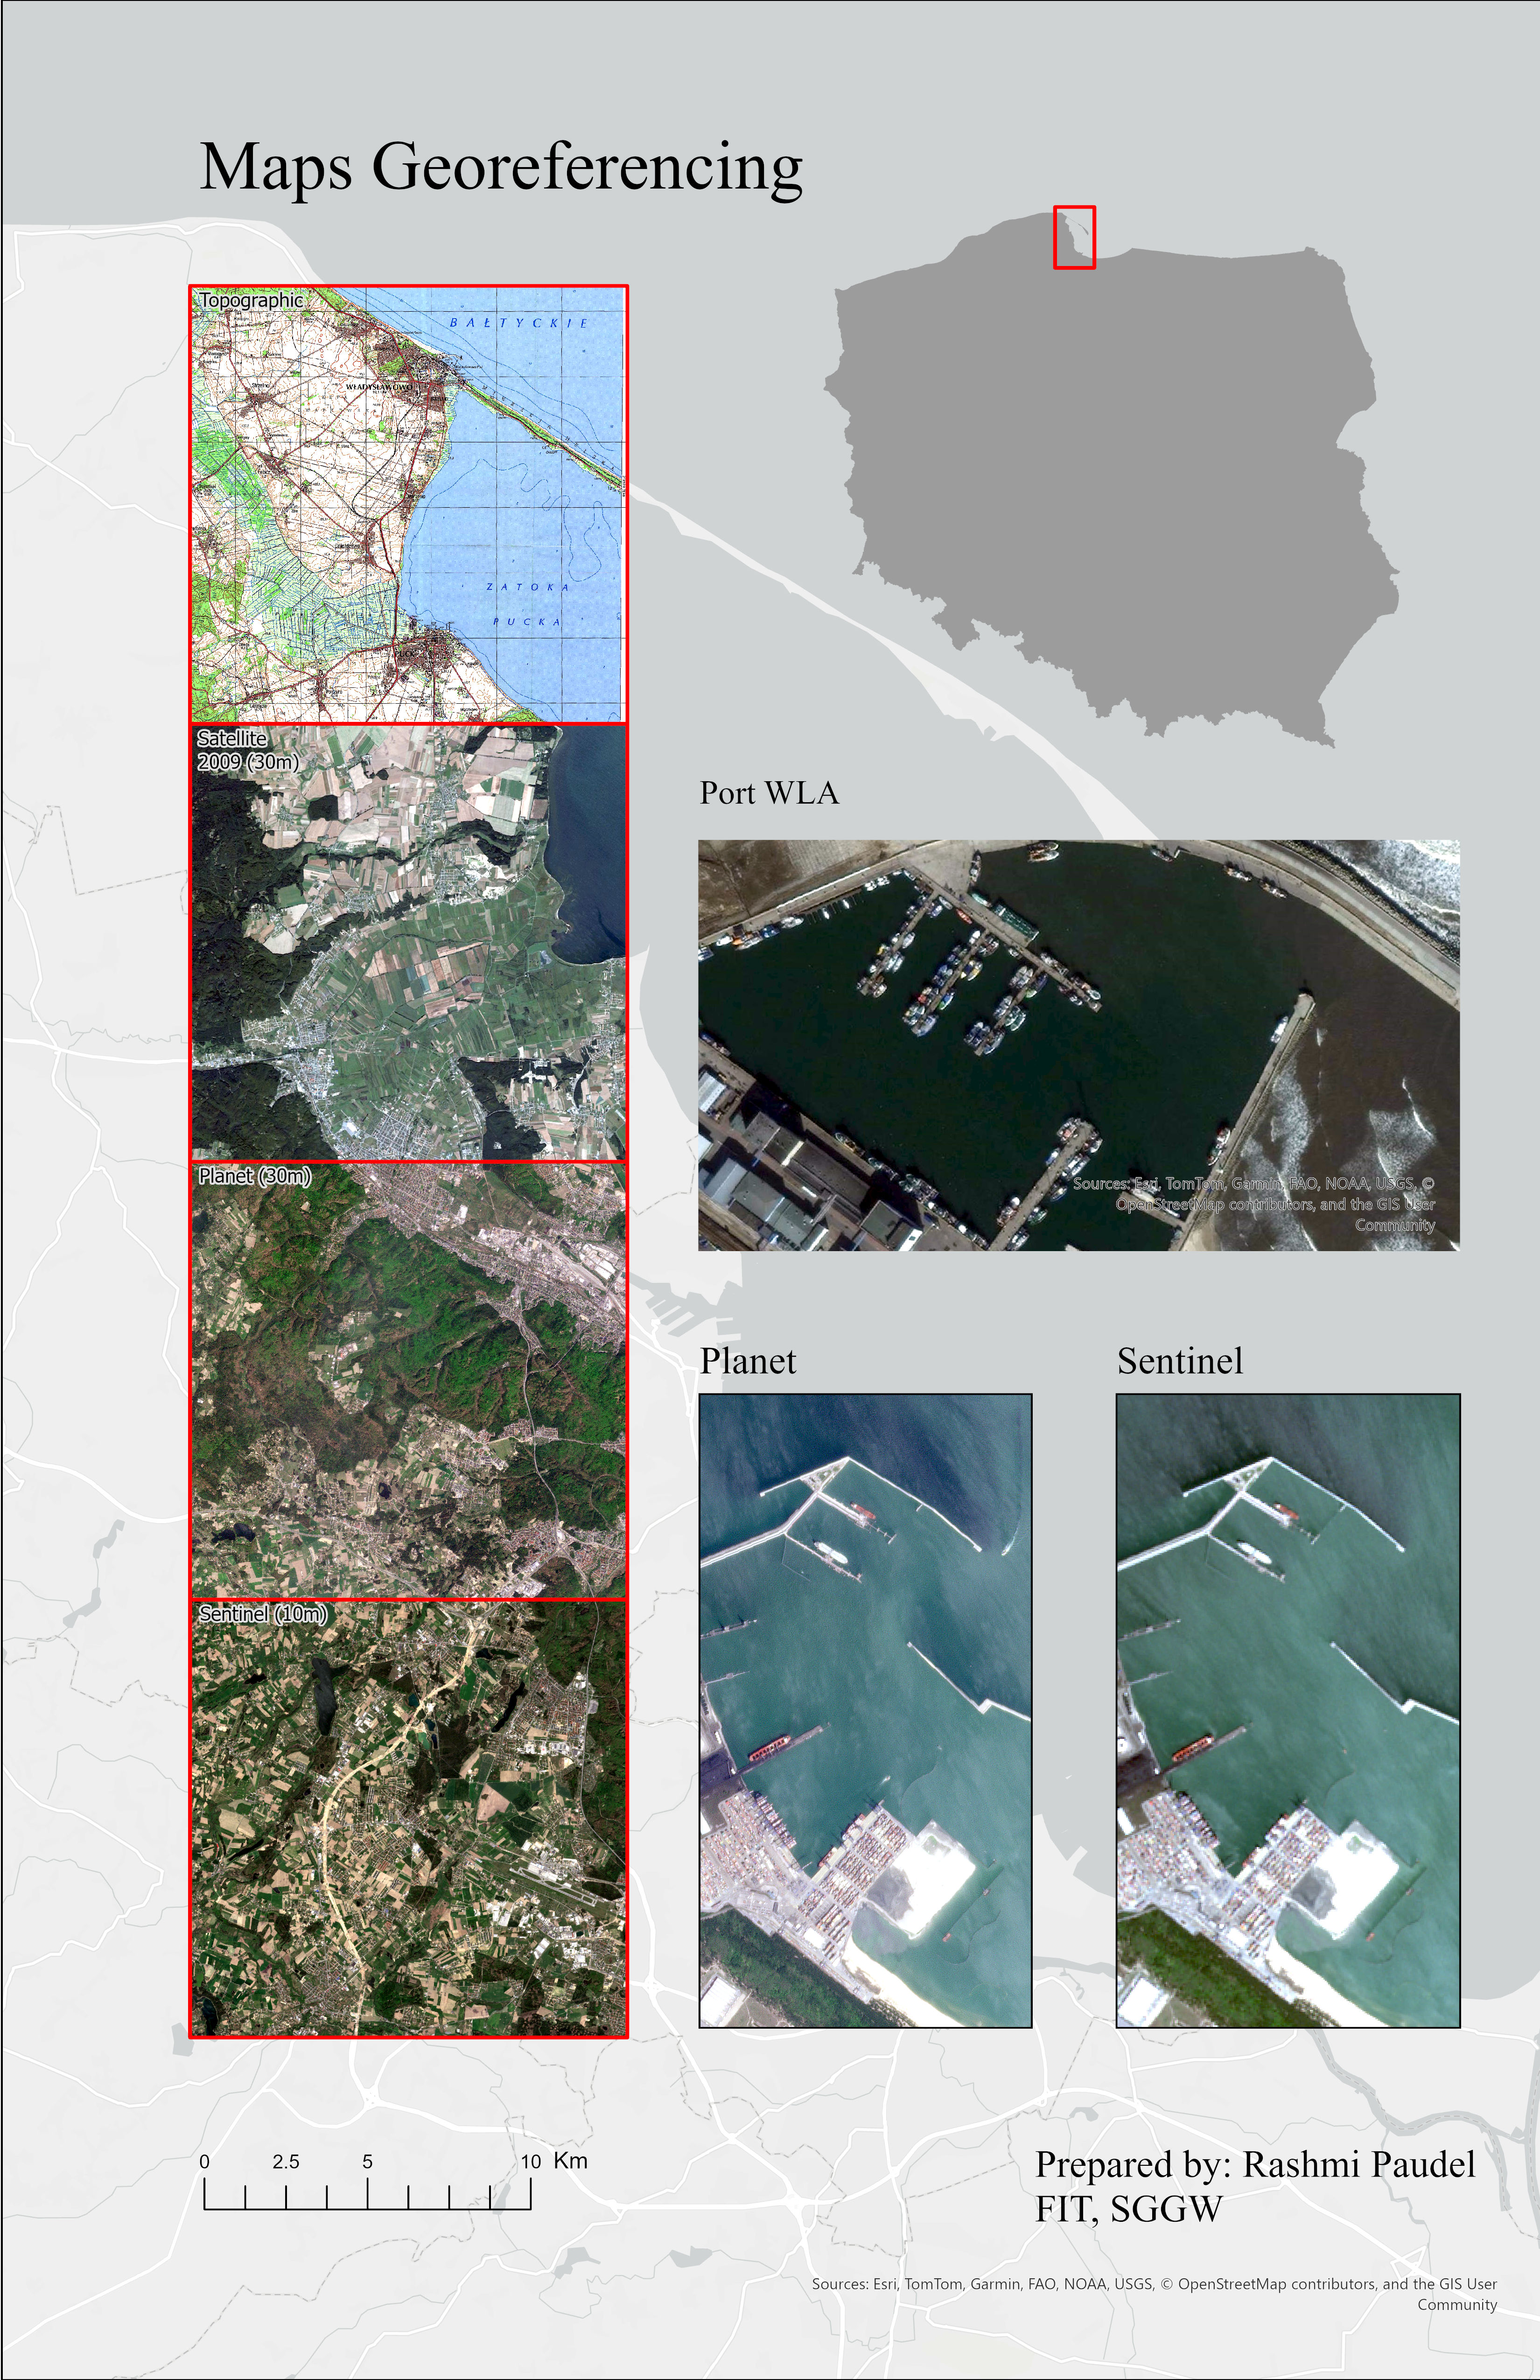 Maps Georeferencing
Topographic
BAŁTYCKIE
WŁADYSŁAWOWO
ZATOKA
PUCKA
Satellite
2009 (30m)
Planet (30m)
Sentinel (10m)
Port WLA
Sources: Esri, TomTom, Garmin, FAO, NOAA, USGS, ©
OpenStreetMap contributors, and the GIS User
Community
Planet
Sentinel
0 2.5 5 10 Km
Prepared by: Rashmi Paudel
FIT, SGGW
Sources: Esri, TomTom, Garmin, FAO, NOAA, USGS, © OpenStreetMap contributors, and the GIS User
Community